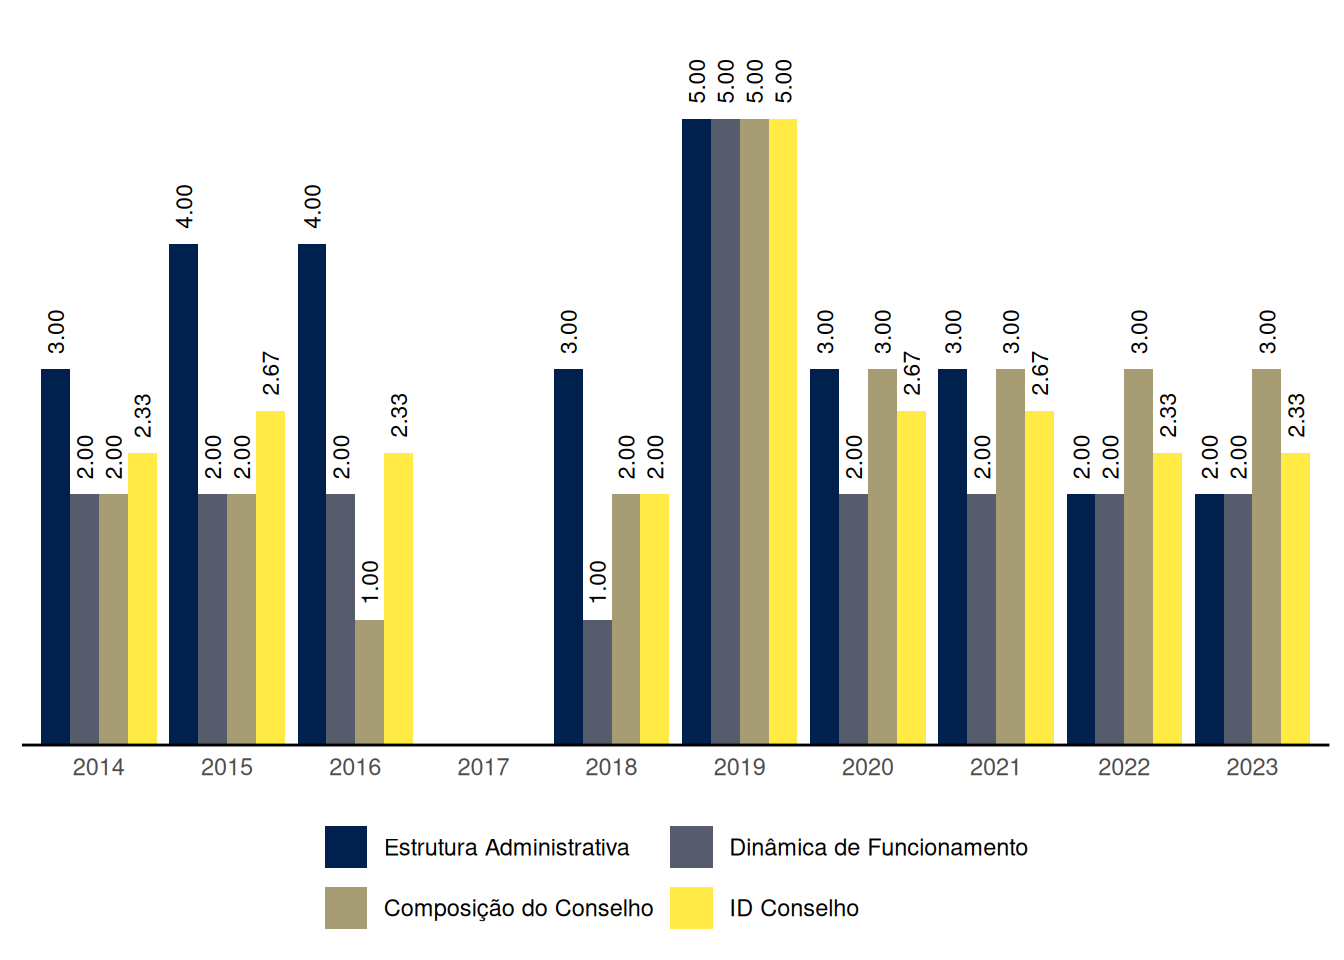 3.00 2.00 2.00 2.33
4.00 2.00 2.00 2.67
4.00 2.00 1.00 2.33
3.00 1.00 2.00 2.00
5.00 5.00 5.00 5.00
3.00 2.00 3.00 2.67
3.00 2.00 3.00 2.67
2.00 2.00 3.00 2.33
2.00 2.00 3.00 2.33
2014 2015 2016 2017 2018 2019 2020 2021 2022 2023
Estrutura Administrativa Dinâmica de Funcionamento
Composição do Conselho ID Conselho